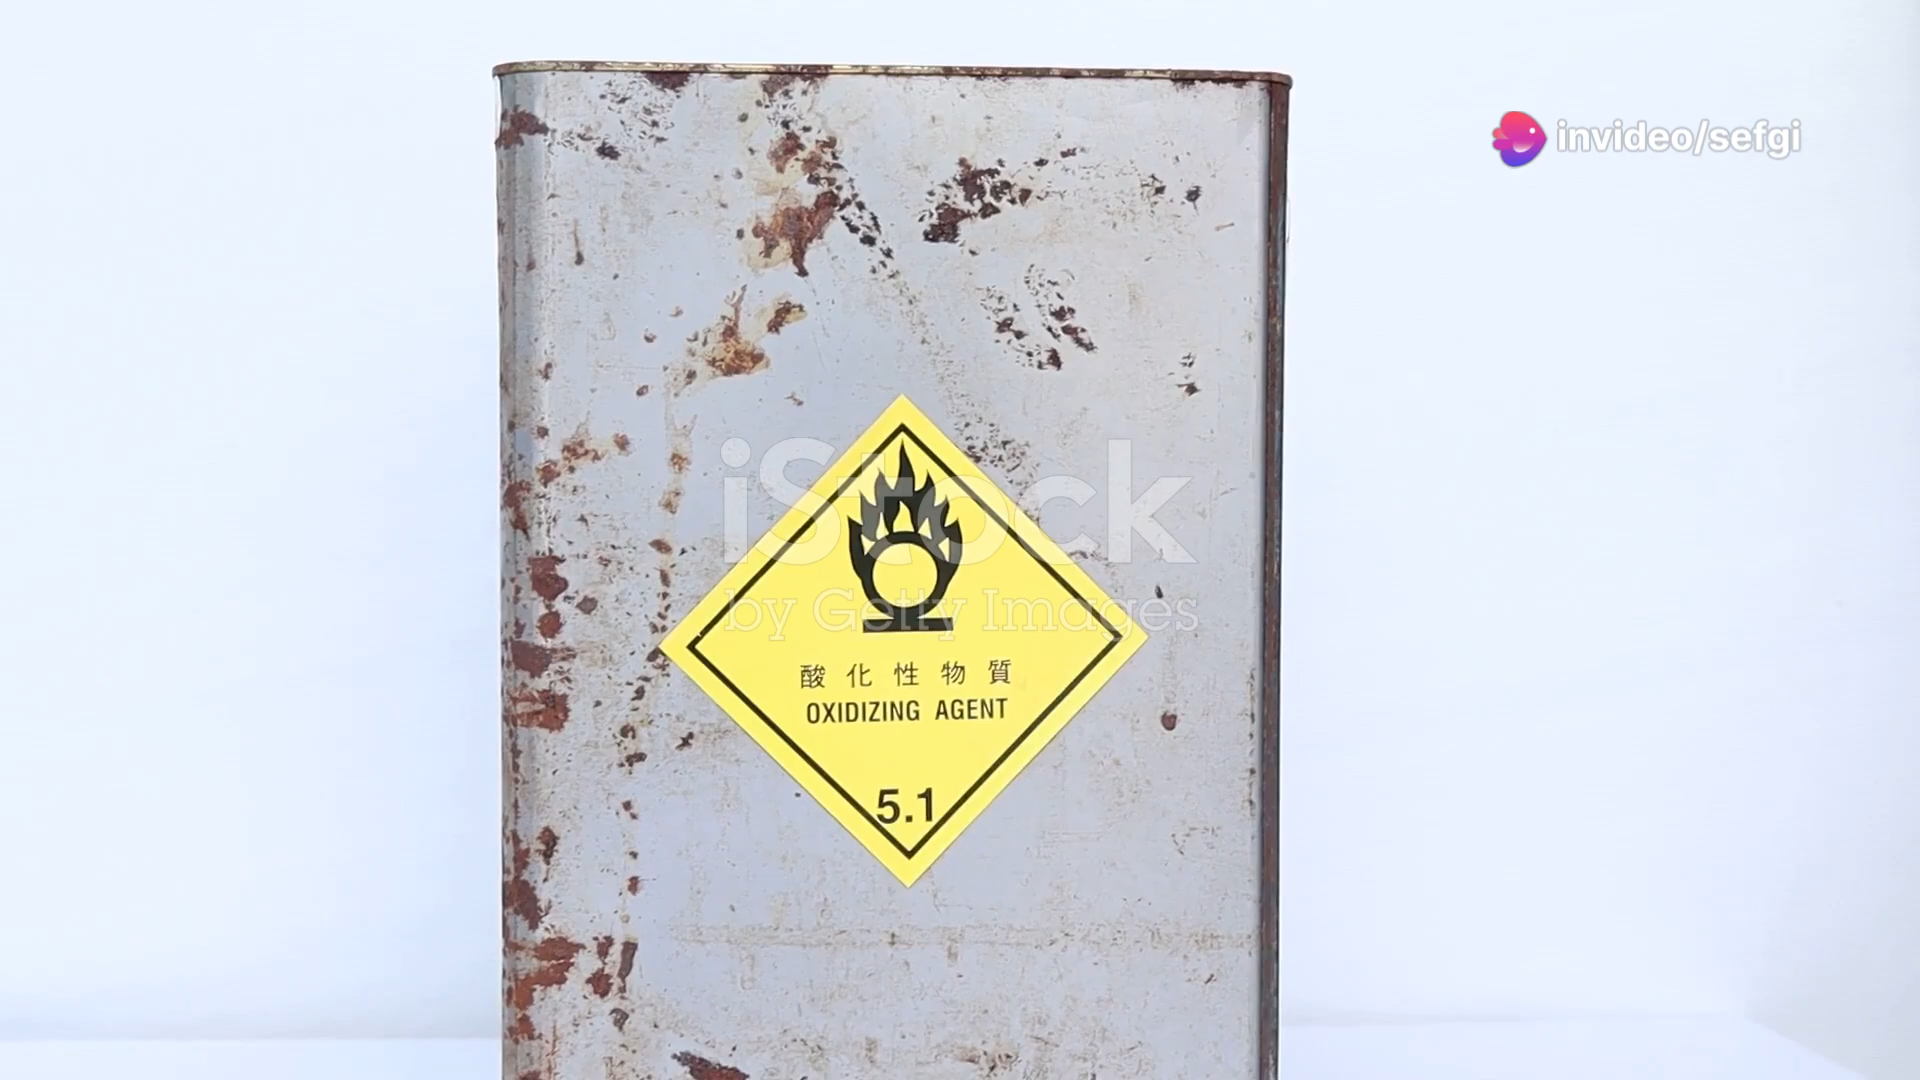 invideo/sefgi
iStock
by Getty Images
酸化性物質
OXIDIZING AGENT
5.1